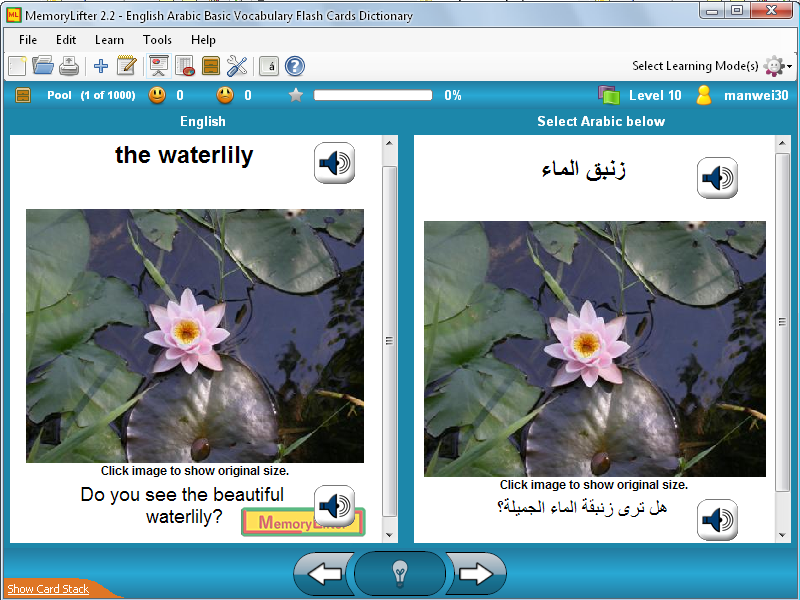 MemoryLifter 2.2 - English Arabic Basic Vocabulary Flash Cards Dictionary
File Edit Learn Tools Help
á ? Select Learning Mode(s)
Pool (1 of 1000) 0 0 0% Level 10 manwei30
English
Select Arabic below
the waterlily
Click image to show original size.
Do you see the beautiful
waterlily?
زنبق الماء
Click image to show original size.
هل ترى زنبقة الماء الجميلة؟
Show Card Stack